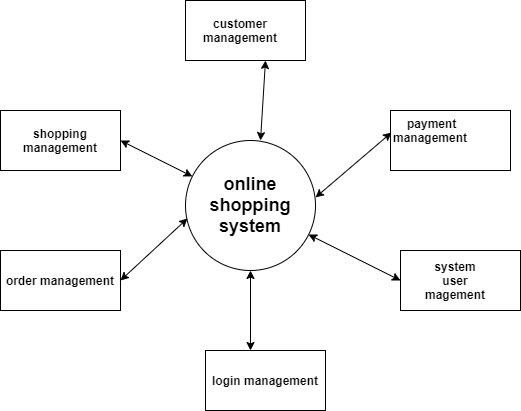 customer
management
shopping
management
payment
management
online
shopping
system
order management
system
user
magement
login management